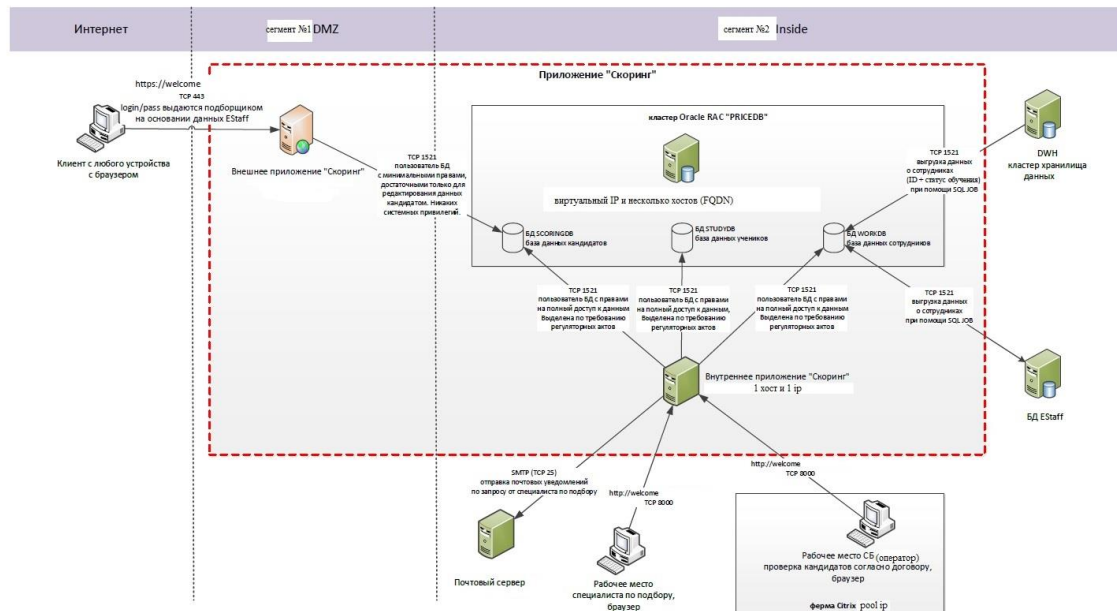 Интернет
сегмент №1 DMZ
сегмент №2 Inside
Приложение "Скоринг"
https://welcome
TCP 443
login/pass выдаются подборщиком
на основании данных EStaff
Клиент с любого устройства
с браузером
Внешнее приложение "Скоринг"
TCP 1521
пользователь БД
с минимальными правами,
достаточными только для
редактирования данных
кандидатом. Никаких
системных привилегий.
кластер Oracle RAC "PRICEDB"
виртуальный IP и несколько хостов (FQDN)
БД SCORINGDB
база данных кандидатов
БД STUDYDB
база данных учеников
БД WORKDB
база данных сотрудников
TCP 1521
выгрузка данных
о сотрудниках
(ID + статус обучения)
при помощи SQL JOB
DWH
кластер хранилища
данных
TCP 1521
пользователь БД с правами
на полный доступ к данным
Выделена по требованию
регуляторных актов
TCP 1521
пользователь БД с правами
на полный доступ к данным,
Выделена по требованию
регуляторных актов
TCP 1521
пользователь БД с правами
на полный доступ к данным
Выделена по требованию
регуляторных актов
TCP 1521
выгрузка данных
о сотрудниках
при помощи SQL JOB
БД EStaff
Внутреннее приложение "Скоринг"
1 хост и 1 ip
SMTP (TCP 25)
отправка почтовых уведомлений
по запросу от специалиста по подбору
http://welcome
TCP 8000
http://welcome
TCP 8000
Почтовый сервер
Рабочее место
специалиста по подбору,
браузер
Рабочее место СБ (оператор)
проверка кандидатов согласно договору,
браузер
ферма Citrix pool ip